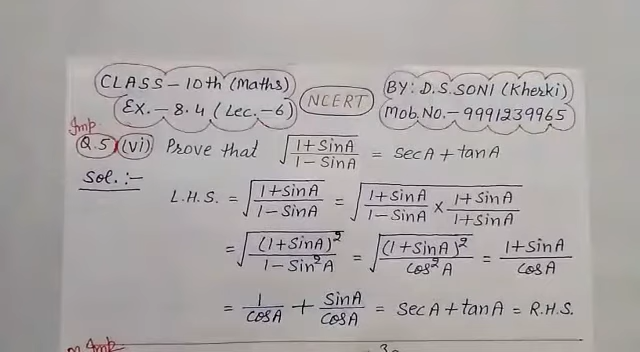 CLASS - 10th (Maths)
EX. - 8.4 (Lec. - 6)
NCERT
BY: D.S. SONI (Kherki)
Mob. No. - 9991239965
Imp
Q.5 (vi) Prove that √((1+SinA)/(1-SinA)) = SecA + tanA
Sol. :-
L.H.S. = √((1+SinA)/(1-SinA)) = √((1+SinA)/(1-SinA) × (1+SinA)/(1+SinA))
= √((1+SinA)²/(1-Sin²A)) = √((1+SinA)²/Cos²A) = (1+SinA)/CosA
= 1/CosA + SinA/CosA = SecA + tanA = R.H.S.
Imp